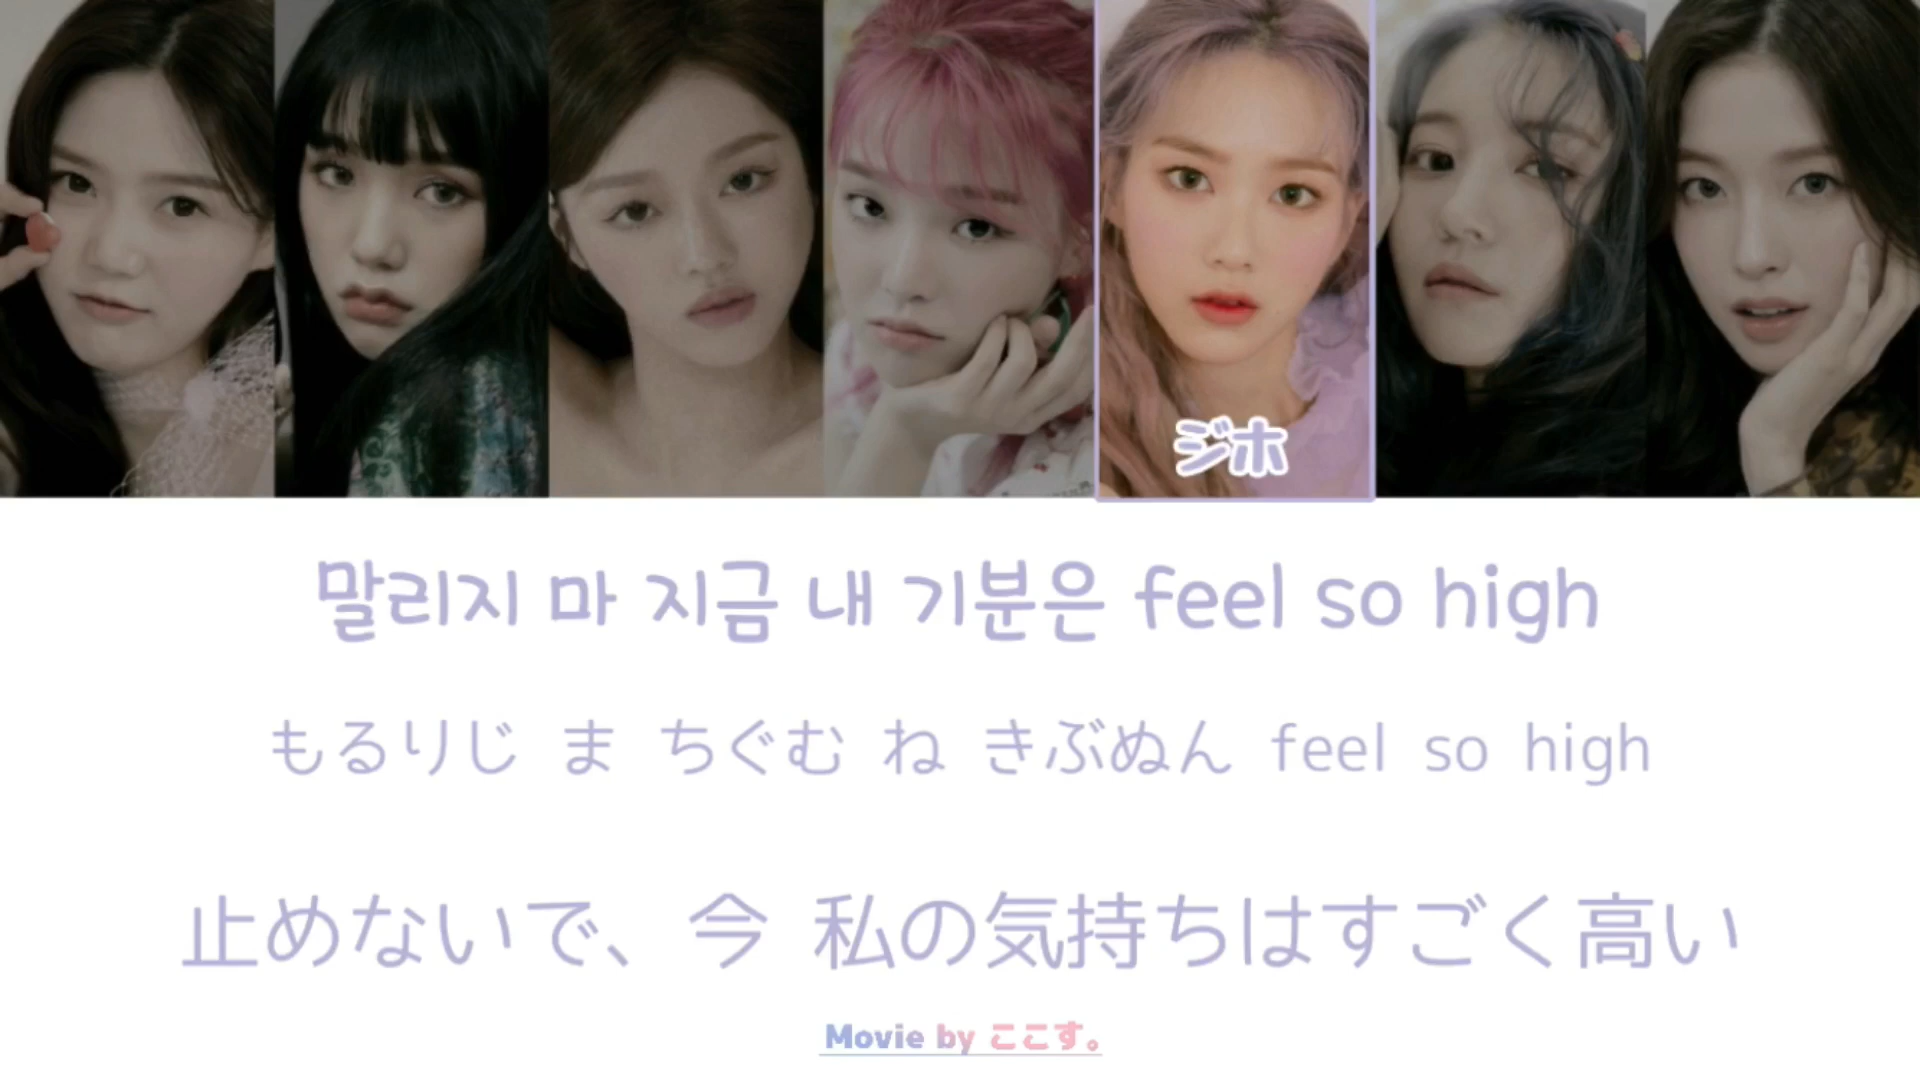 ジホ
말리지 마 지금 내 기분은 feel so high
もるりじ ま ちぐむ ね きぶぬん feel so high
止めないで、今 私の気持ちはすごく高い
Movie by ここす。